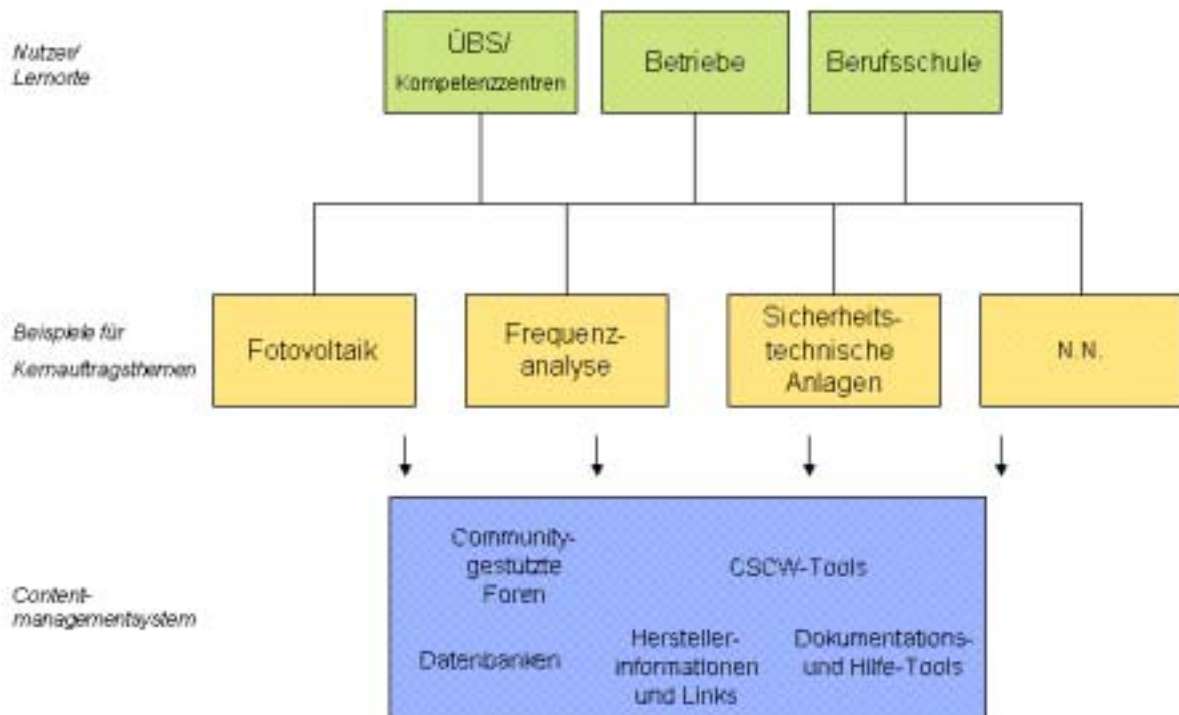 Nutzer/
Lernorte
ÜBS/
Kompetenzzentren
Betriebe
Berufsschule
Beispiele für
Kernauftragsthemen
Fotovoltaik
Frequenz-
analyse
Sicherheits-
technische
Anlagen
N.N.
Content-
managementsystem
Community-
gestützte
Foren
CSCW-Tools
Datenbanken
Hersteller-
informationen
und Links
Dokumentations-
und Hilfe-Tools